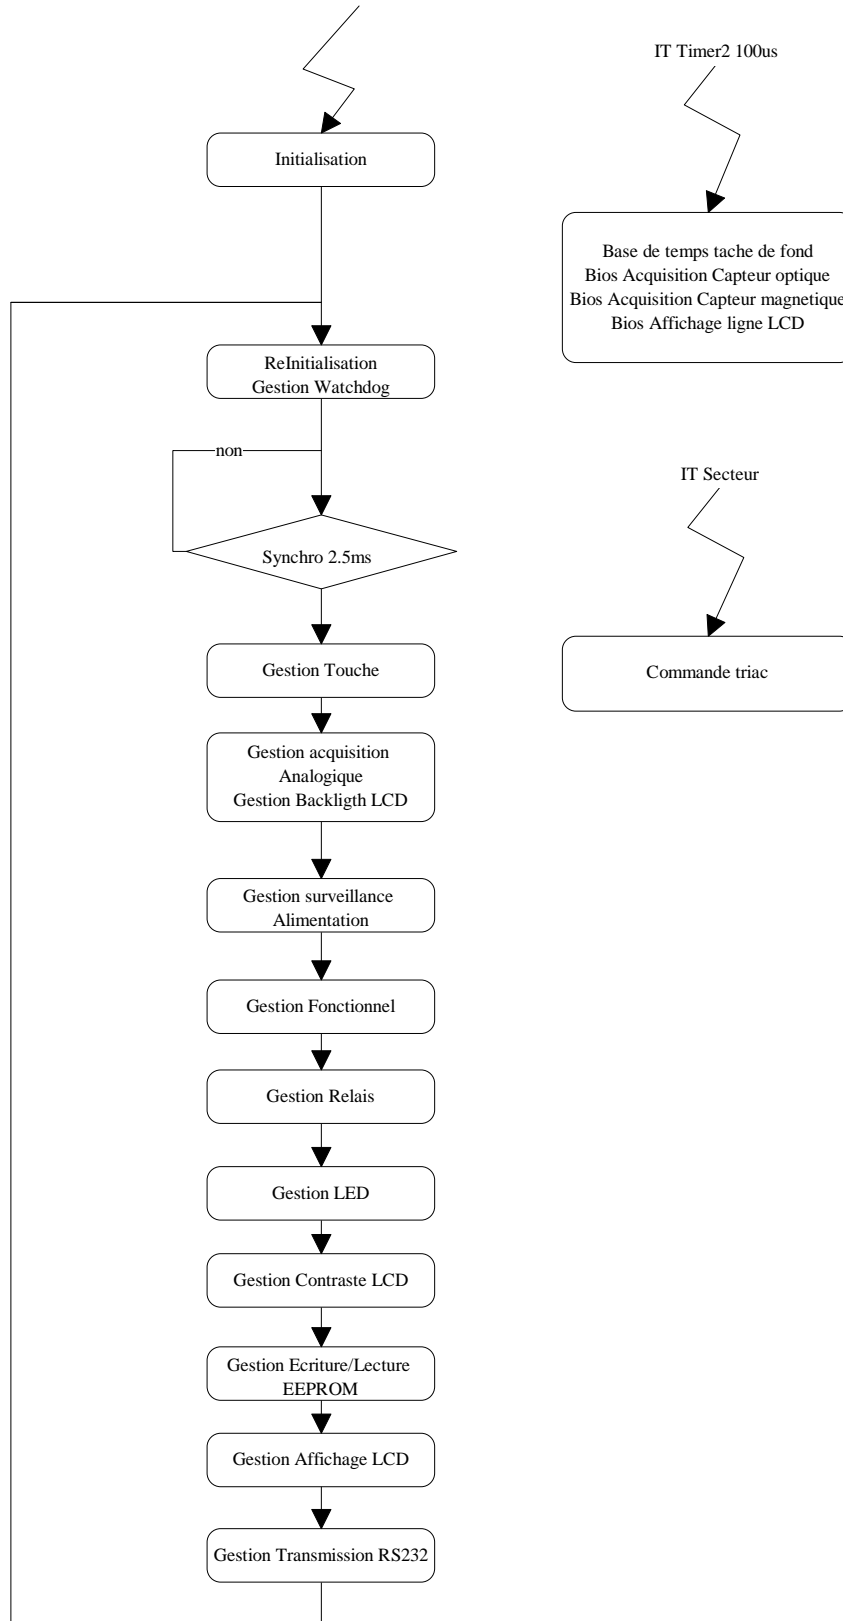 Initialisation
ReInitialisation
Gestion Watchdog
non
Synchro 2.5ms
Gestion Touche
Gestion acquisition
Analogique
Gestion Backligth LCD
Gestion surveillance
Alimentation
Gestion Fonctionnel
Gestion Relais
Gestion LED
Gestion Contraste LCD
Gestion Ecriture/Lecture
EEPROM
Gestion Affichage LCD
Gestion Transmission RS232
IT Timer2 100us
Base de temps tache de fond
Bios Acquisition Capteur optique
Bios Acquisition Capteur magnetique
Bios Affichage ligne LCD
IT Secteur
Commande triac